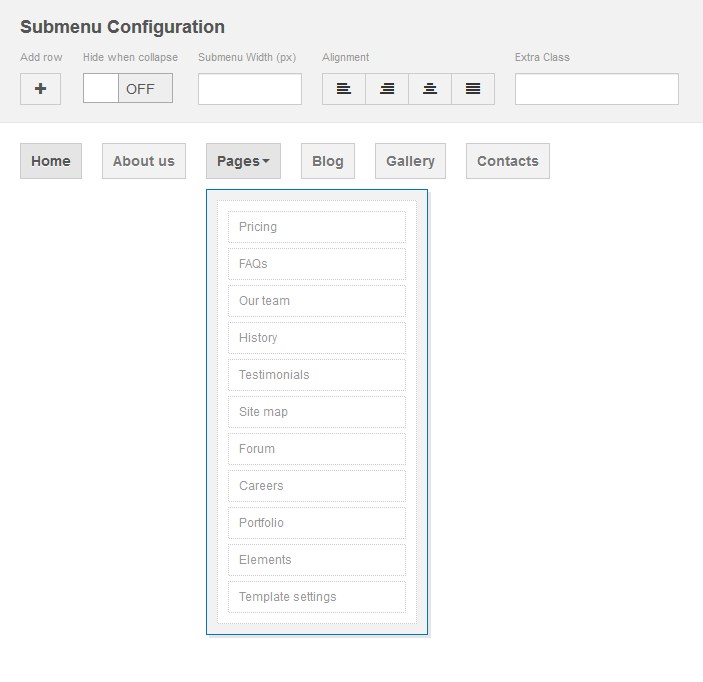 Submenu Configuration
Add row Hide when collapse Submenu Width (px) Alignment Extra Class
OFF
Home About us Pages Blog Gallery Contacts
Pricing
FAQs
Our team
History
Testimonials
Site map
Forum
Careers
Portfolio
Elements
Template settings